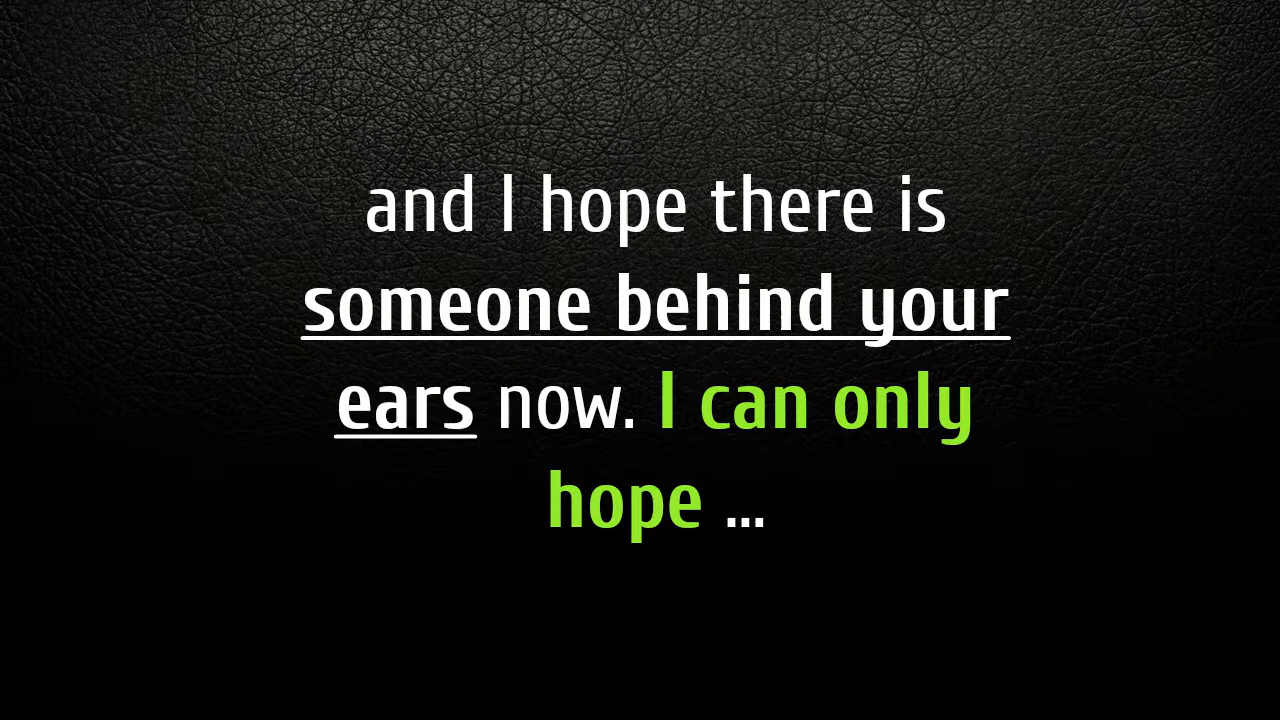 and I hope there is
someone behind your
ears now. I can only
hope ...